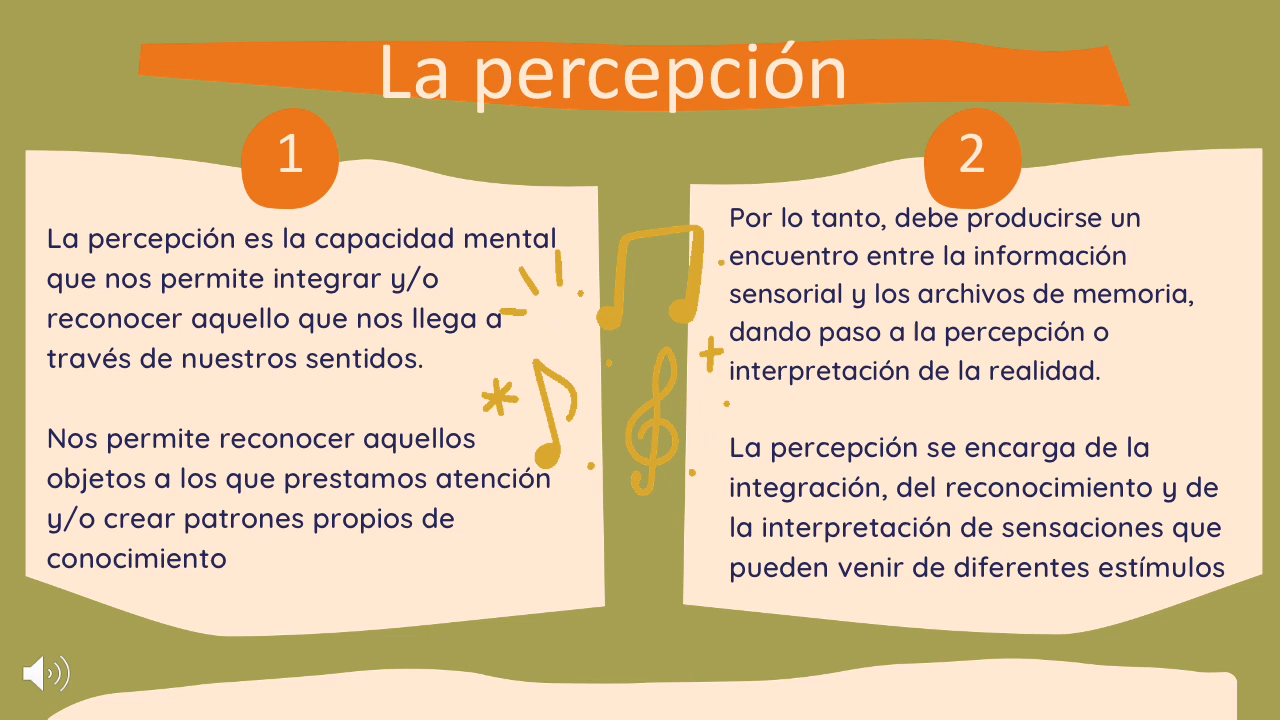 La percepción
1
La percepción es la capacidad mental
que nos permite integrar y/o
reconocer aquello que nos llega a
través de nuestros sentidos.
Nos permite reconocer aquellos
objetos a los que prestamos atención
y/o crear patrones propios de
conocimiento
2
Por lo tanto, debe producirse un
encuentro entre la información
sensorial y los archivos de memoria,
dando paso a la percepción o
interpretación de la realidad.
La percepción se encarga de la
integración, del reconocimiento y de
la interpretación de sensaciones que
pueden venir de diferentes estímulos